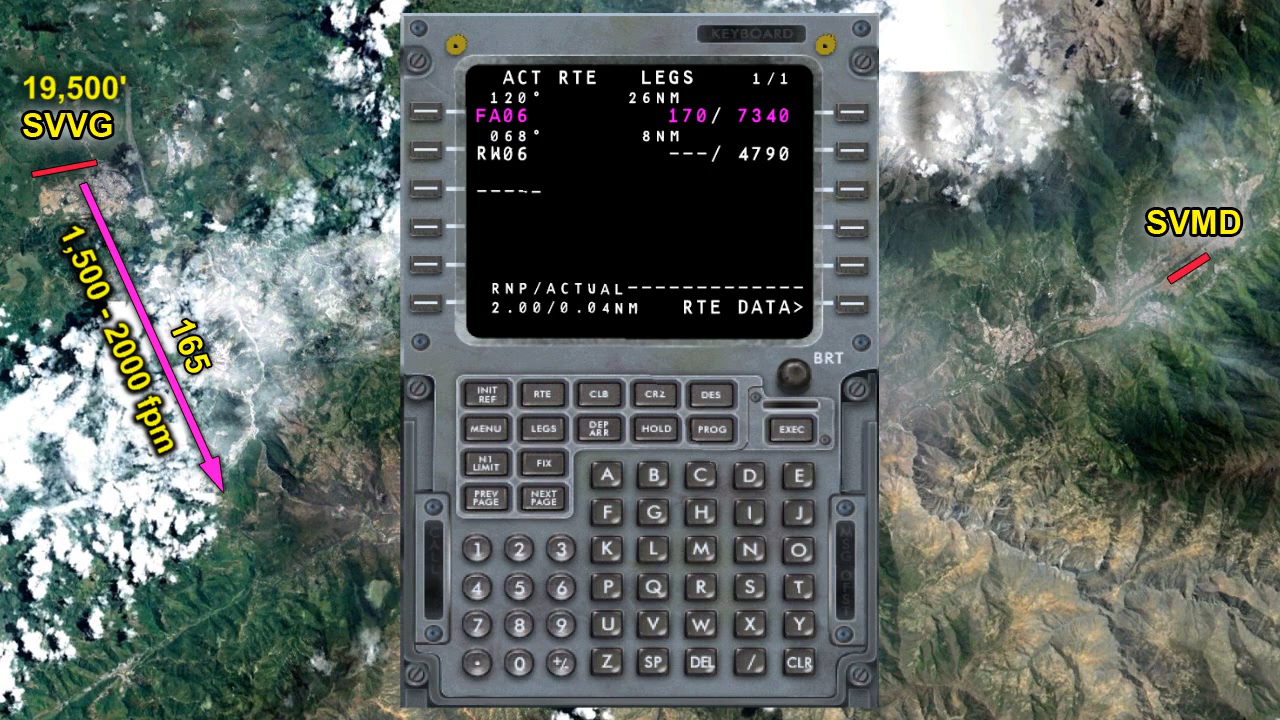 KEYBOARD
19,500'
SVVG
1,500 - 2000 fpm
165
SVMD
ACT RTE LEGS 1/1
120° 26NM
FA06 170/ 7340
068° 8NM
RW06 ---/ 4790
-----
RNP/ACTUAL--------------
2.00/0.04NM RTE DATA>
BRT
INIT REF
RTE
CLB
CRZ
DES
MENU
LEGS
DEP ARR
HOLD
PROG
EXEC
N1 LIMIT
FIX
PREV PAGE
NEXT PAGE
A B C D E
F G H I J
1 2 3 K L M N O
4 5 6 P Q R S T
7 8 9 U V W X Y
. 0 +/- Z SP DEL / CLR
CALL
MSG OFST